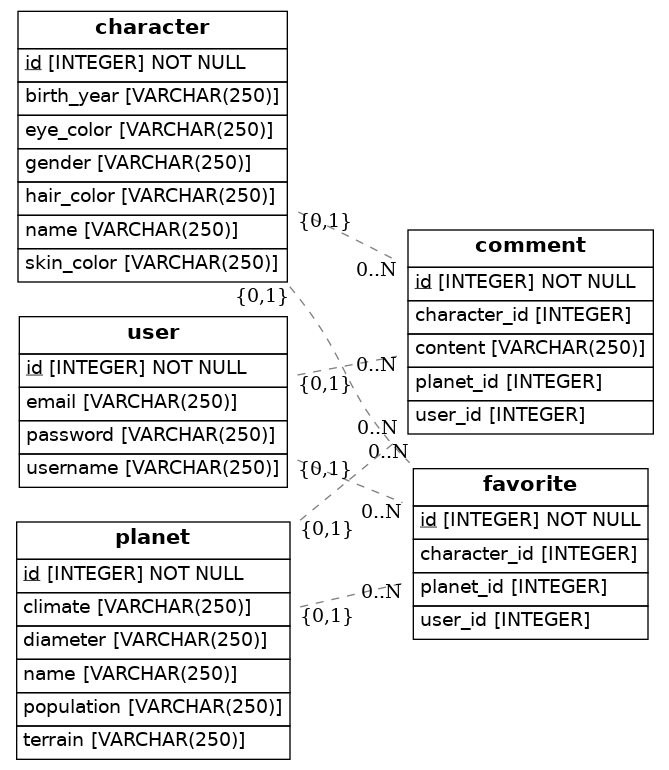 character
id [INTEGER] NOT NULL
birth_year [VARCHAR(250)]
eye_color [VARCHAR(250)]
gender [VARCHAR(250)]
hair_color [VARCHAR(250)]
name [VARCHAR(250)]
skin_color [VARCHAR(250)]
{0,1}
0..N
{0,1}
comment
id [INTEGER] NOT NULL
character_id [INTEGER]
content [VARCHAR(250)]
planet_id [INTEGER]
user_id [INTEGER]
user
id [INTEGER] NOT NULL
email [VARCHAR(250)]
password [VARCHAR(250)]
username [VARCHAR(250)]
0..N
{0,1}
0..N
0..N
{0,1}
0..N
{0,1}
favorite
id [INTEGER] NOT NULL
character_id [INTEGER]
planet_id [INTEGER]
user_id [INTEGER]
planet
id [INTEGER] NOT NULL
climate [VARCHAR(250)]
diameter [VARCHAR(250)]
name [VARCHAR(250)]
population [VARCHAR(250)]
terrain [VARCHAR(250)]
0..N
{0,1}